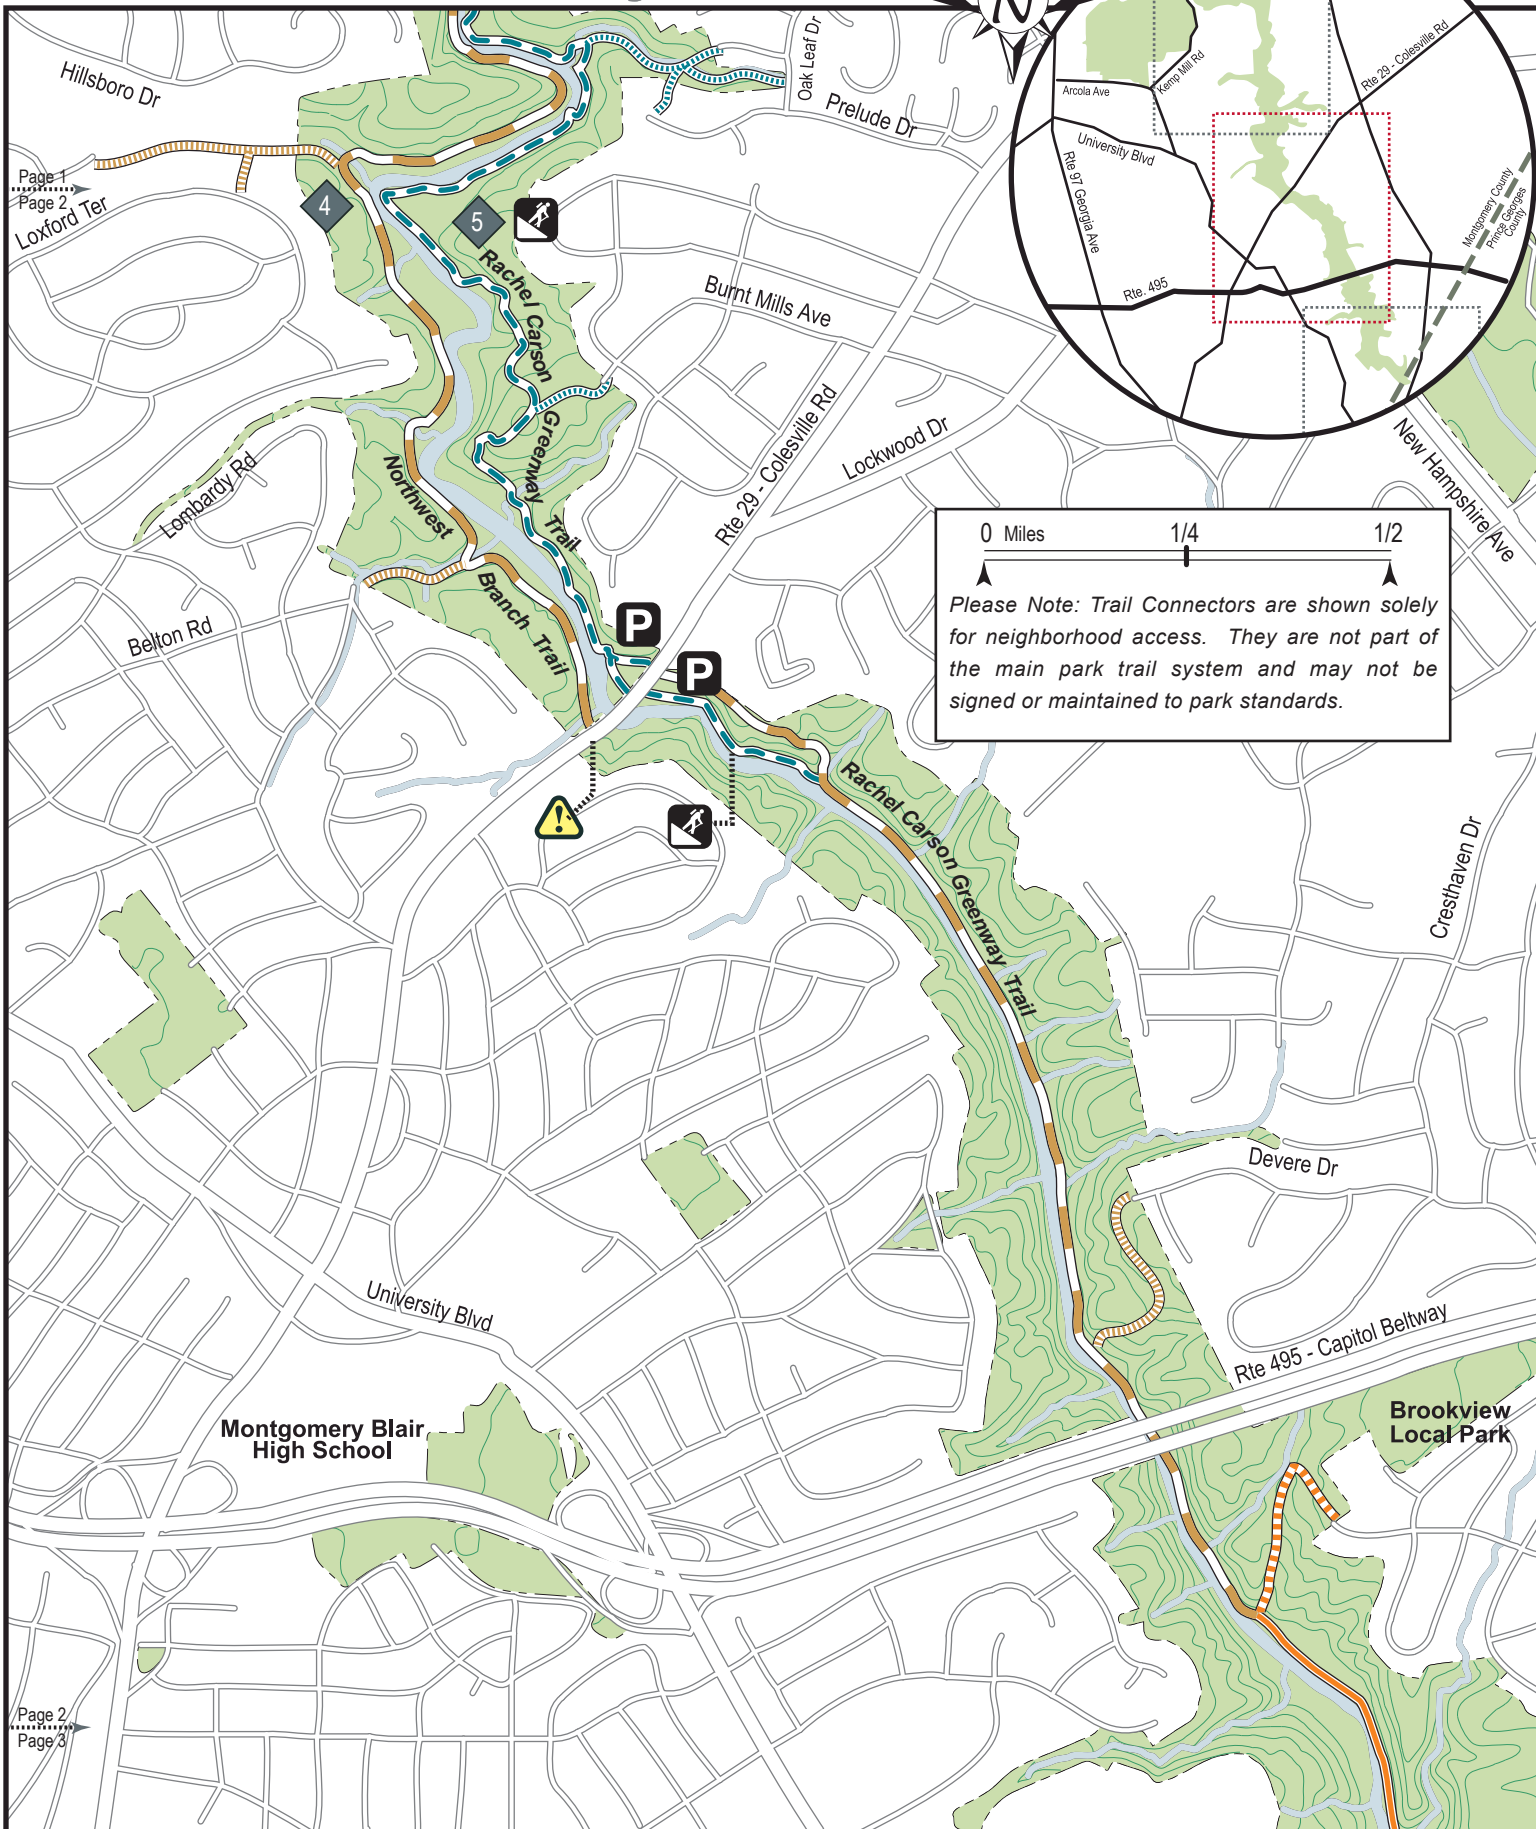 N
Hillsboro Dr
Oak Leaf Dr
Prelude Dr
Arcola Ave
Kemp Mill Rd
Rte 29 - Colesville Rd
University Blvd
Rte 97 Georgia Ave
Rte. 495
Montgomery County
Prince Georges
County
Page 1
Page 2
Loxford Ter
4
5
Rachel Carson Greenway Trail
Burnt Mills Ave
Rte 29 - Colesville Rd
Lockwood Dr
New Hampshire Ave
Lombardy Rd
Northwest Branch Trail
Belton Rd
0 Miles 1/4 1/2
Please Note: Trail Connectors are shown solely
for neighborhood access. They are not part of
the main park trail system and may not be
signed or maintained to park standards.
P
P
!
Rachel Carson Greenway Trail
Cresthaven Dr
Devere Dr
University Blvd
Rte 495 - Capitol Beltway
Montgomery Blair
High School
Brookview
Local Park
Page 2
Page 3